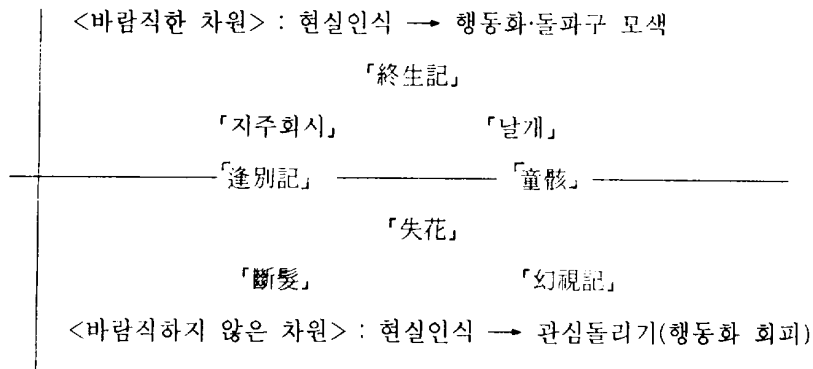 <바람직한 차원> : 현실인식 → 행동화·돌파구 모색
「終生記」
「지주회시」 「날개」
「逢別記」 「童骸」
「失花」
「斷髮」 「幻視記」
<바람직하지 않은 차원> : 현실인식 → 관심돌리기(행동화 회피)